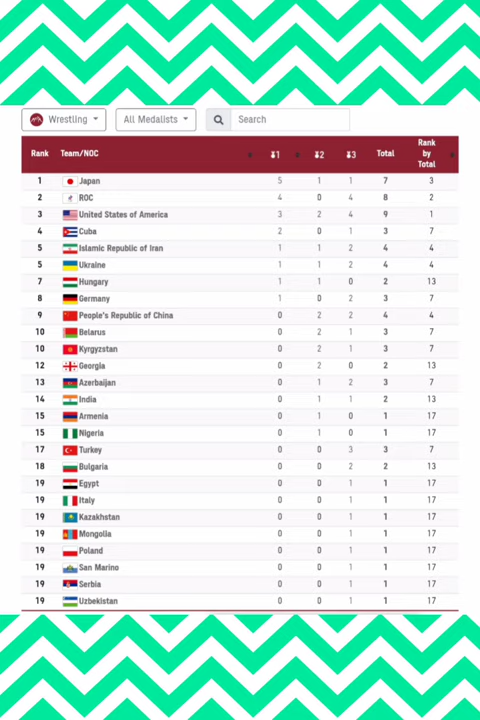 Wrestling All Medalists Search
Rank Team/NOC 1 2 3 Total Rank by Total
1 Japan 5 1 1 7 3
2 ROC 4 0 4 8 2
3 United States of America 3 2 4 9 1
4 Cuba 2 0 1 3 7
5 Islamic Republic of Iran 1 1 2 4 4
5 Ukraine 1 1 2 4 4
7 Hungary 1 1 0 2 13
8 Germany 1 0 2 3 7
9 People's Republic of China 0 2 2 4 4
10 Belarus 0 2 1 3 7
10 Kyrgyzstan 0 2 1 3 7
12 Georgia 0 2 0 2 13
13 Azerbaijan 0 1 2 3 7
14 India 0 1 1 2 13
15 Armenia 0 1 0 1 17
15 Nigeria 0 1 0 1 17
17 Turkey 0 0 3 3 7
18 Bulgaria 0 0 2 2 13
19 Egypt 0 0 1 1 17
19 Italy 0 0 1 1 17
19 Kazakhstan 0 0 1 1 17
19 Mongolia 0 0 1 1 17
19 Poland 0 0 1 1 17
19 San Marino 0 0 1 1 17
19 Serbia 0 0 1 1 17
19 Uzbekistan 0 0 1 1 17